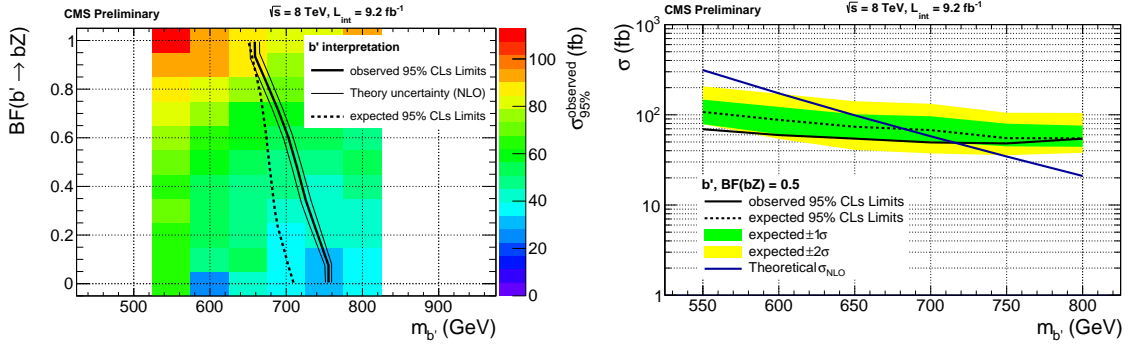 CMS Preliminary
√s = 8 TeV, L_int = 9.2 fb⁻¹
BF(b' → bZ)
1
0.8
0.6
0.4
0.2
0
b' interpretation
observed 95% CLs Limits
Theory uncertainty (NLO)
expected 95% CLs Limits
500 600 700 800 900
m_b' (GeV)
100
80
60
40
20
0
σ^observed_95% (fb)
CMS Preliminary
√s = 8 TeV, L_int = 9.2 fb⁻¹
σ (fb)
10³
10²
10
1
b', BF(bZ) = 0.5
observed 95% CLs Limits
expected 95% CLs Limits
expected ±1σ
expected ±2σ
Theoretical σ_NLO
550 600 650 700 750 800
m_b' (GeV)